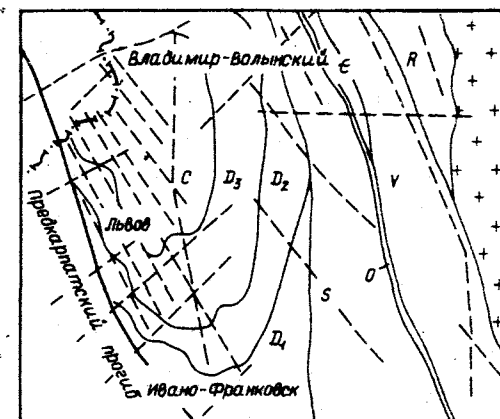 Владимир-Волынский
Є
R
C
D₃
D₂
V
Львов
O
S
D₁
Предкарпатский прогиб
Ивано-Франковск